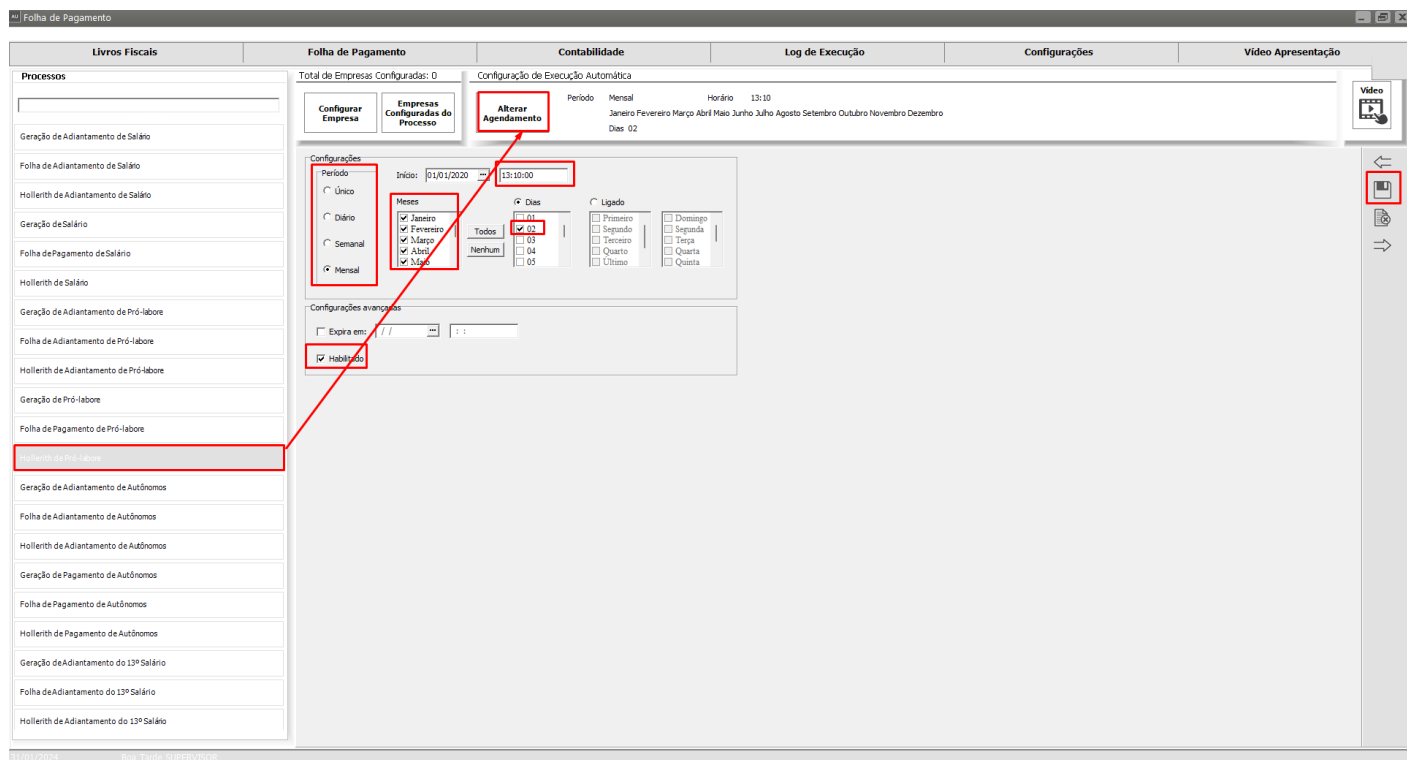 AU Folha de Pagamento
Livros Fiscais
Folha de Pagamento
Contabilidade
Log de Execução
Configurações
Vídeo Apresentação
Processos
Geração de Adiantamento de Salário
Folha de Adiantamento de Salário
Hollerith de Adiantamento de Salário
Geração de Salário
Folha de Pagamento de Salário
Hollerith de Salário
Geração de Adiantamento de Pró-labore
Folha de Adiantamento de Pró-labore
Hollerith de Adiantamento de Pró-labore
Geração de Pró-labore
Folha de Pagamento de Pró-labore
Hollerith de Pró-labore
Geração de Adiantamento de Autônomos
Folha de Adiantamento de Autônomos
Hollerith de Adiantamento de Autônomos
Geração de Pagamento de Autônomos
Folha de Pagamento de Autônomos
Hollerith de Pagamento de Autônomos
Geração de Adiantamento do 13º Salário
Folha de Adiantamento do 13º Salário
Hollerith de Adiantamento do 13º Salário
Total de Empresas Configuradas: 0
Configurar
Empresa
Empresas
Configuradas do
Processo
Configuração de Execução Automática
Alterar
Agendamento
Período Mensal Horário 13:10
Janeiro Fevereiro Março Abril Maio Junho Julho Agosto Setembro Outubro Novembro Dezembro
Dias 02
Vídeo
Configurações
Período
Único
Diário
Semanal
Mensal
Início: 01/01/2020 ... 13:10:00
Meses
Janeiro
Fevereiro
Março
Abril
Maio
Todos
Nenhum
Dias
01
02
03
04
05
Ligado
Primeiro
Segundo
Terceiro
Quarto
Último
Domingo
Segunda
Terça
Quarta
Quinta
Configurações avançadas
Expira em: / / ... : :
Habilitado
31/01/2024 Boa Tarde SUPERVISOR